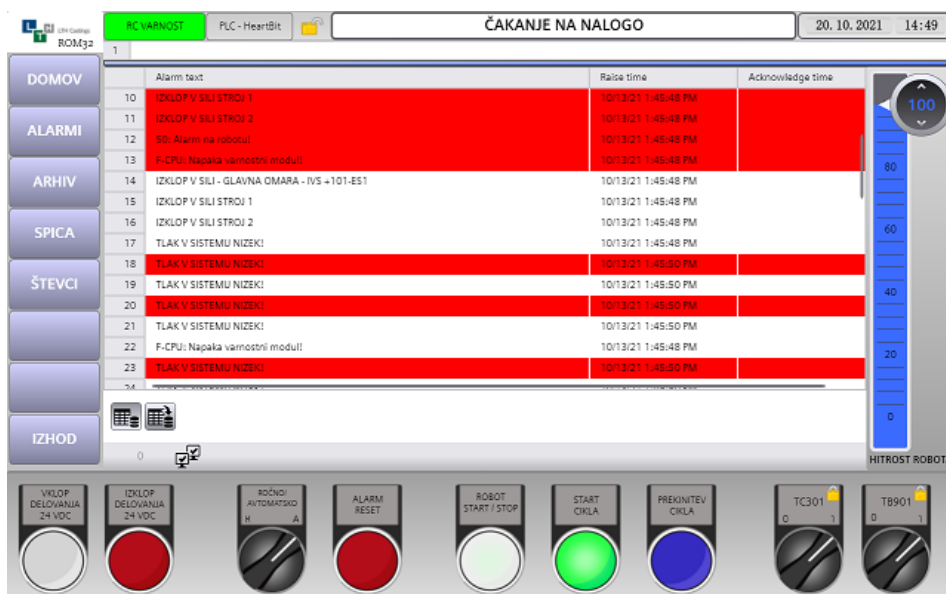 LTH Castings
ROM32
RC VARNOST
PLC - HeartBit
ČAKANJE NA NALOGO
20. 10. 2021
14:49
1
DOMOV
ALARMI
ARHIV
SPICA
ŠTEVCI
IZHOD
Alarm text Raise time Acknowledge time
10 IZKLOP V SILI STROJ 1 10/13/21 1:45:48 PM
11 IZKLOP V SILI STROJ 2 10/13/21 1:45:48 PM
12 50: Alarm na robotu! 10/13/21 1:45:48 PM
13 F-CPU: Napaka varnostni modul! 10/13/21 1:45:48 PM
14 IZKLOP V SILI - GLAVNA OMARA - IVS +101-ES1 10/13/21 1:45:48 PM
15 IZKLOP V SILI STROJ 1 10/13/21 1:45:48 PM
16 IZKLOP V SILI STROJ 2 10/13/21 1:45:48 PM
17 TLAK V SISTEMU NIZEK! 10/13/21 1:45:48 PM
18 TLAK V SISTEMU NIZEK! 10/13/21 1:45:50 PM
19 TLAK V SISTEMU NIZEK! 10/13/21 1:45:50 PM
20 TLAK V SISTEMU NIZEK! 10/13/21 1:45:50 PM
21 TLAK V SISTEMU NIZEK! 10/13/21 1:45:50 PM
22 F-CPU: Napaka varnostni modul! 10/13/21 1:45:50 PM
23 TLAK V SISTEMU NIZEK! 10/13/21 1:45:50 PM
24
0
100
80
60
40
20
0
HITROST ROBOT
VKLOP
DELOVANJA
24 VDC
IZKLOP
DELOVANJA
24 VDC
ROČNO/
AVTOMATSKO
H A
ALARM
RESET
ROBOT
START / STOP
START
CIKLA
PREKINITEV
CIKLA
TC301
0 1
TB901
0 1